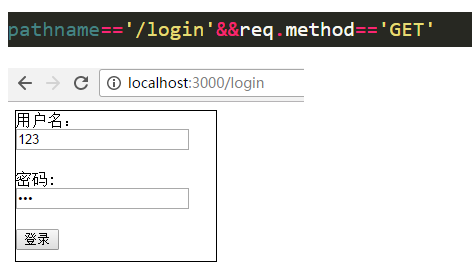 pathname=='/login'&&req.method=='GET'
localhost:3000/login
用户名：
123
密码:
•••
登录